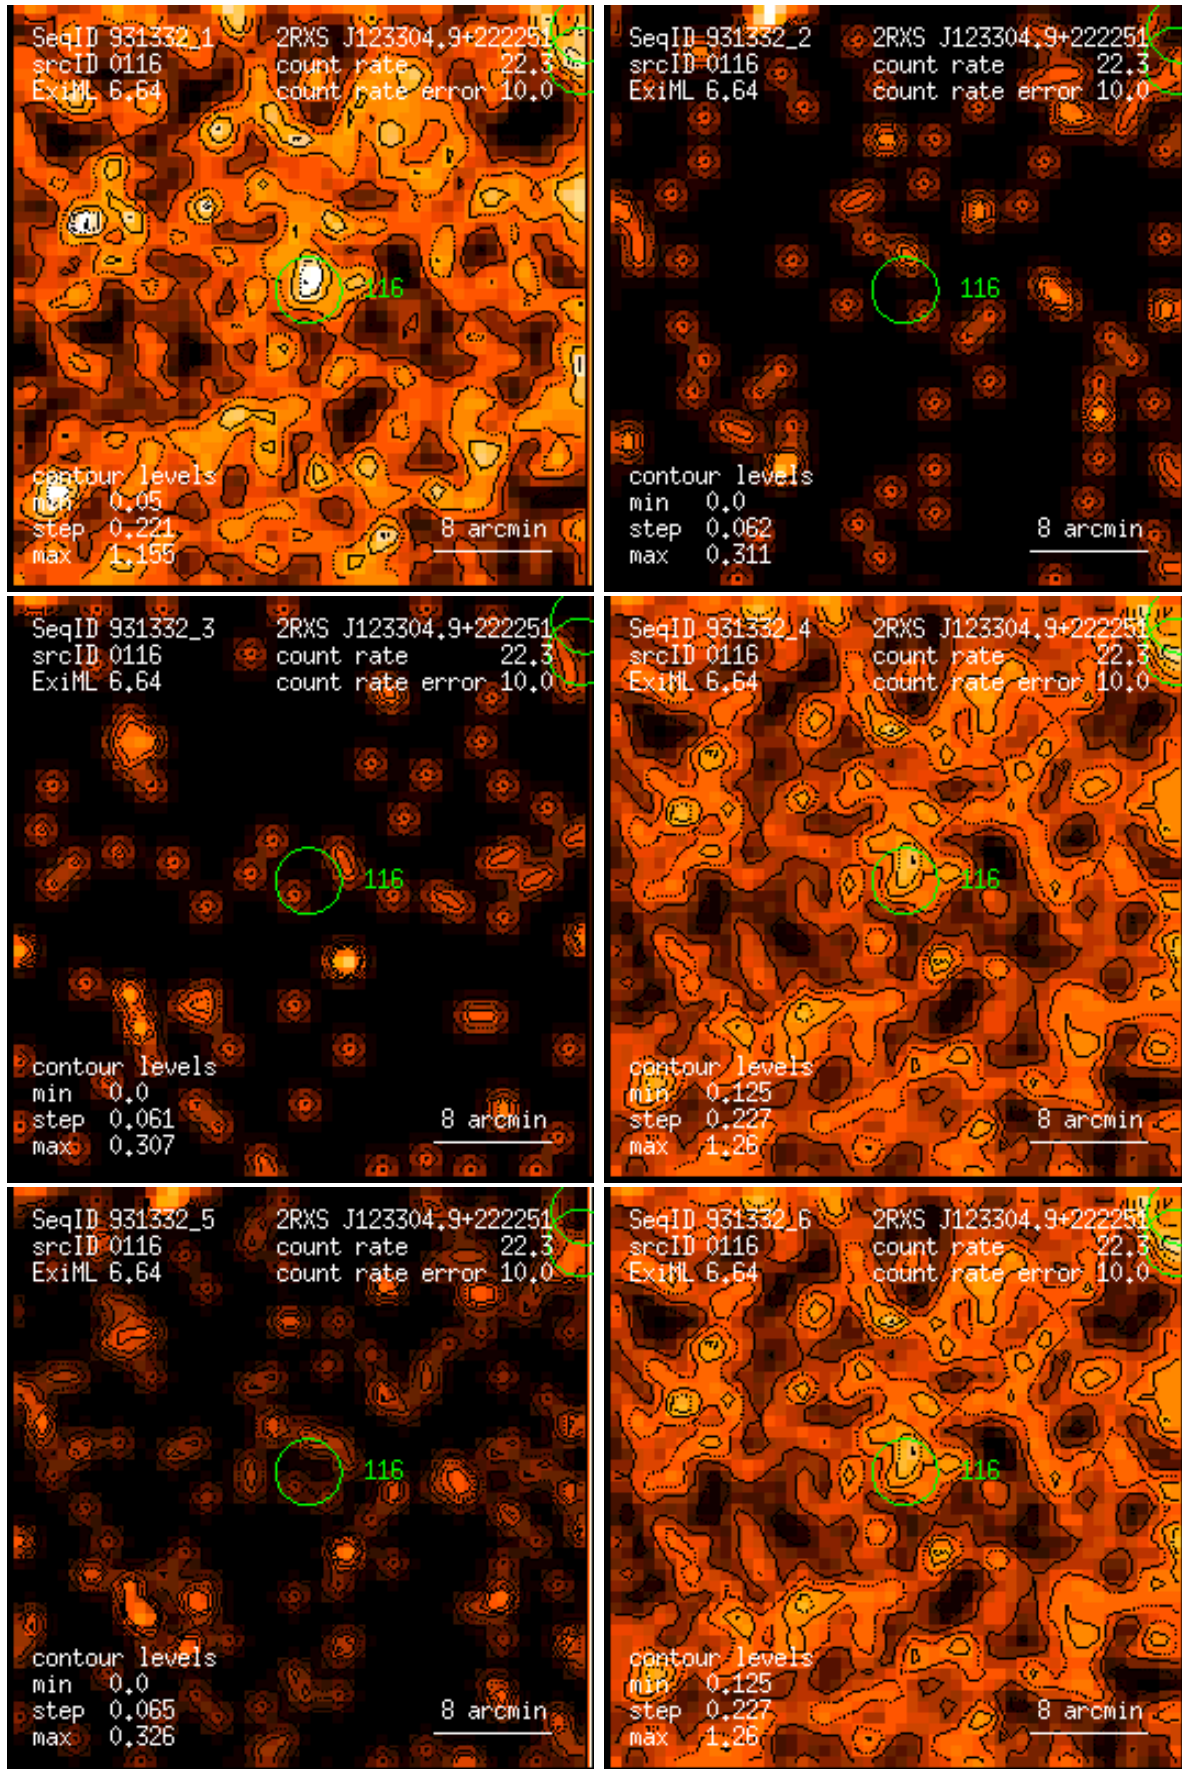 SeqID 931332_1 2RXS J123304.9+222251
srcID 0116 count rate 22.3
ExiML 6.64 count rate error 10.0
116
contour levels
min 0.05
step 0.221 8 arcmin
max 1.155
SeqID 931332_2 2RXS J123304.9+222251
srcID 0116 count rate 22.3
ExiML 6.64 count rate error 10.0
116
contour levels
min 0.0
step 0.062 8 arcmin
max 0.311
SeqID 931332_3 2RXS J123304.9+222251
srcID 0116 count rate 22.3
ExiML 6.64 count rate error 10.0
116
contour levels
min 0.0
step 0.061 8 arcmin
max 0.307
SeqID 931332_4 2RXS J123304.9+222251
srcID 0116 count rate 22.3
ExiML 6.64 count rate error 10.0
116
contour levels
min 0.125
step 0.227 8 arcmin
max 1.26
SeqID 931332_5 2RXS J123304.9+222251
srcID 0116 count rate 22.3
ExiML 6.64 count rate error 10.0
116
contour levels
min 0.0
step 0.065 8 arcmin
max 0.326
SeqID 931332_6 2RXS J123304.9+222251
srcID 0116 count rate 22.3
ExiML 6.64 count rate error 10.0
116
contour levels
min 0.125
step 0.227 8 arcmin
max 1.26